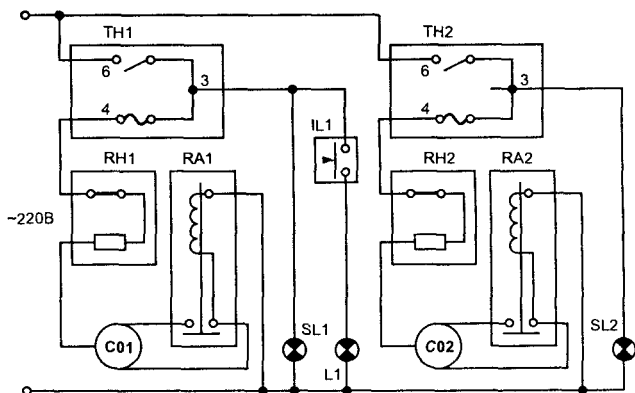 TH1
TH2
6
3
4
6
3
4
IL1
RH1
RA1
RH2
RA2
~220В
C01
SL1
L1
C02
SL2